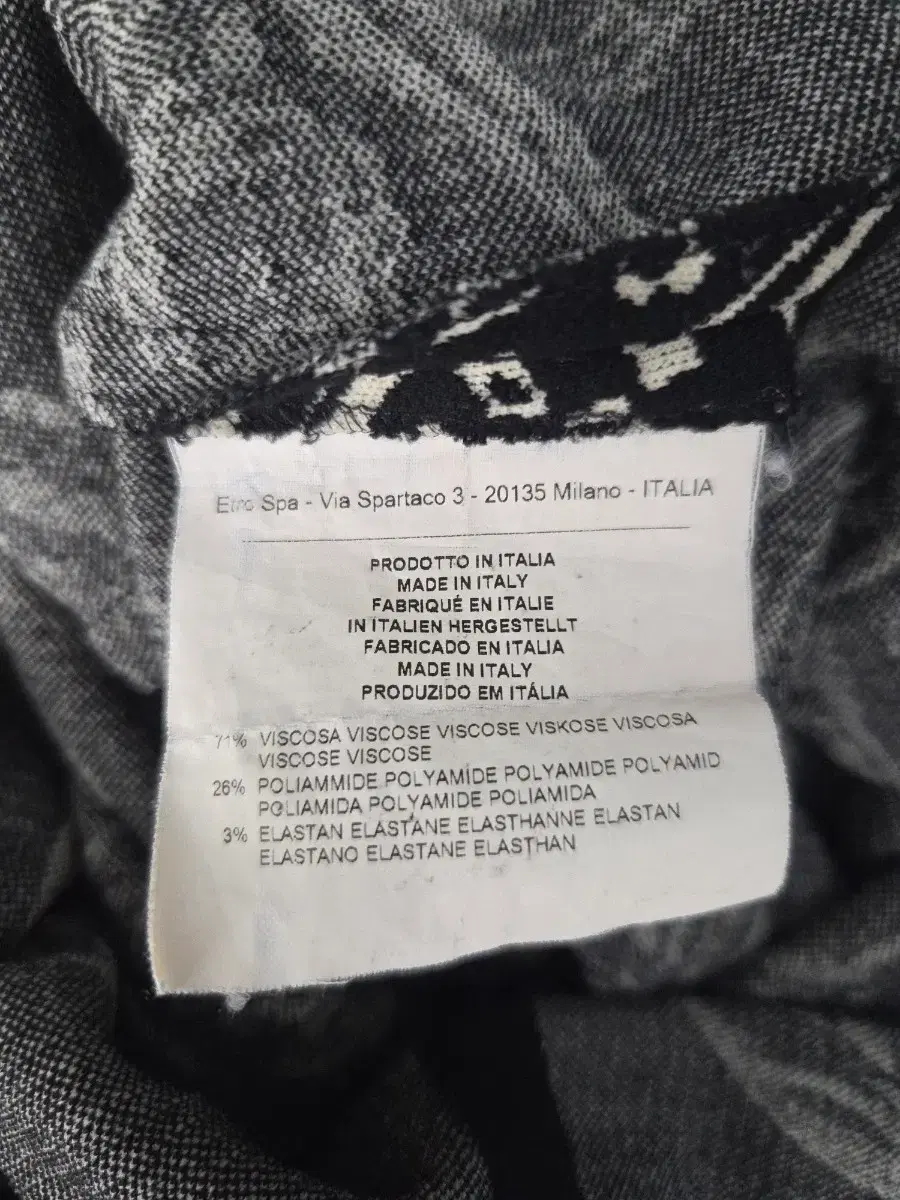 Etro Spa - Via Spartaco 3 - 20135 Milano - ITALIA
PRODOTTO IN ITALIA
MADE IN ITALY
FABRIQUÉ EN ITALIE
IN ITALIEN HERGESTELLT
FABRICADO EN ITALIA
MADE IN ITALY
PRODUZIDO EM ITÁLIA
71% VISCOSA VISCOSE VISCOSE VISKOSE VISCOSA
VISCOSE VISCOSE
26% POLIAMMIDE POLYAMIDE POLYAMIDE POLYAMID
POLIAMIDA POLYAMIDE POLIAMIDA
3% ELASTAN ELASTANE ELASTHANNE ELASTAN
ELASTANO ELASTANE ELASTHAN